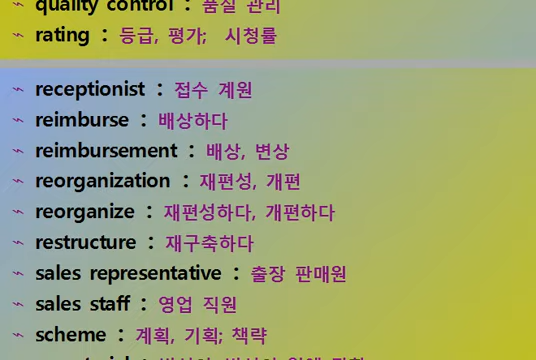 ~ quality control : 품질 관리
~ rating : 등급, 평가; 시청률
~ receptionist : 접수 계원
~ reimburse : 배상하다
~ reimbursement : 배상, 변상
~ reorganization : 재편성, 개편
~ reorganize : 재편성하다, 개편하다
~ restructure : 재구축하다
~ sales representative : 출장 판매원
~ sales staff : 영업 직원
~ scheme : 계획, 기획; 책략